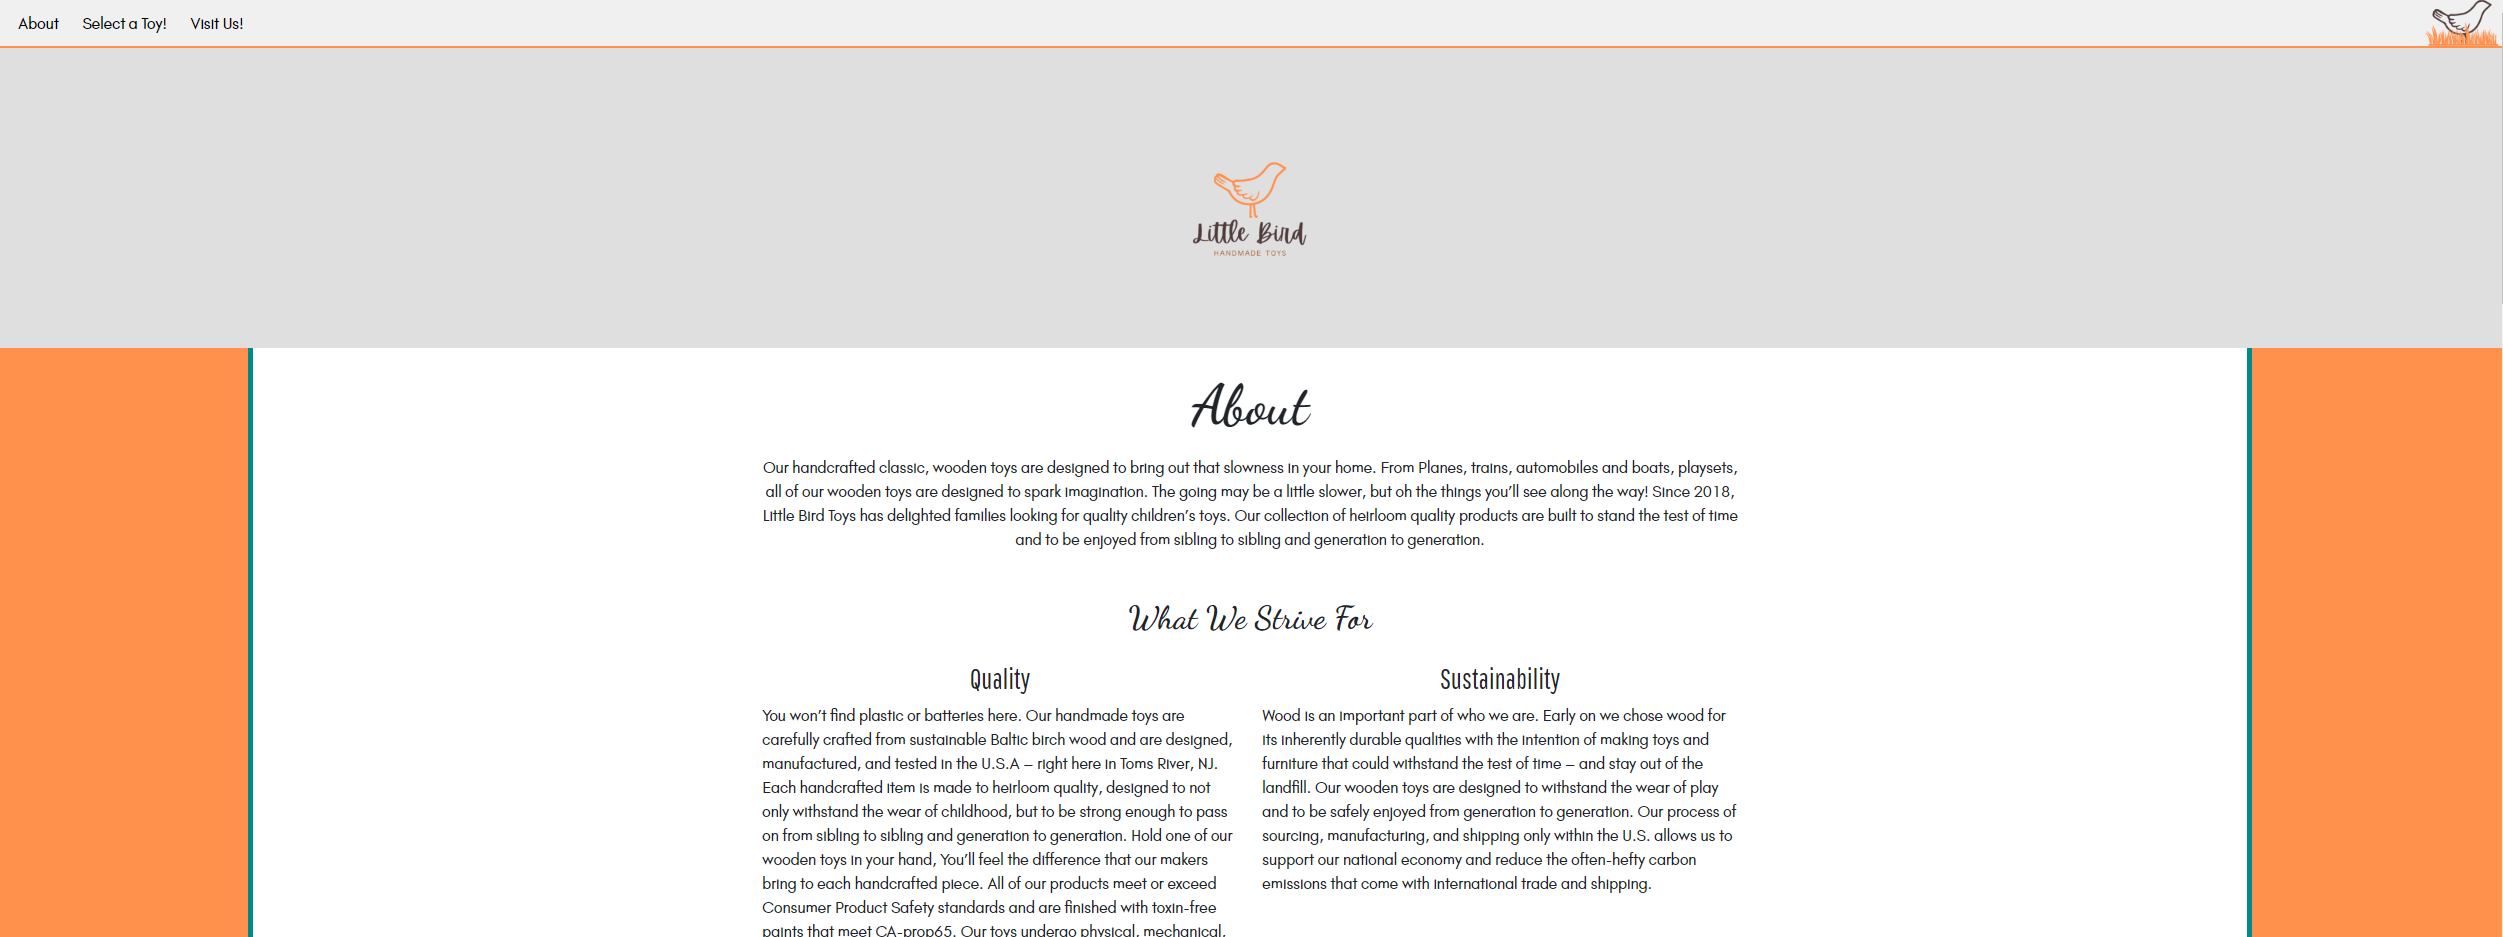 About Select a Toy! Visit Us!
Little Bird
HANDMADE TOYS
About
Our handcrafted classic, wooden toys are designed to bring out that slowness in your home. From Planes, trains, automobiles and boats, playsets,
all of our wooden toys are designed to spark imagination. The going may be a little slower, but oh the things you’ll see along the way! Since 2018,
Little Bird Toys has delighted families looking for quality children’s toys. Our collection of heirloom quality products are built to stand the test of time
and to be enjoyed from sibling to sibling and generation to generation.
What We Strive For
Quality
You won’t find plastic or batteries here. Our handmade toys are
carefully crafted from sustainable Baltic birch wood and are designed,
manufactured, and tested in the U.S.A – right here in Toms River, NJ.
Each handcrafted item is made to heirloom quality, designed to not
only withstand the wear of childhood, but to be strong enough to pass
on from sibling to sibling and generation to generation. Hold one of our
wooden toys in your hand, You’ll feel the difference that our makers
bring to each handcrafted piece. All of our products meet or exceed
Consumer Product Safety standards and are finished with toxin-free
paints that meet CA-prop65. Our toys undergo physical, mechanical,
Sustainability
Wood is an important part of who we are. Early on we chose wood for
its inherently durable qualities with the intention of making toys and
furniture that could withstand the test of time – and stay out of the
landfill. Our wooden toys are designed to withstand the wear of play
and to be safely enjoyed from generation to generation. Our process of
sourcing, manufacturing, and shipping only within the U.S. allows us to
support our national economy and reduce the often-hefty carbon
emissions that come with international trade and shipping.